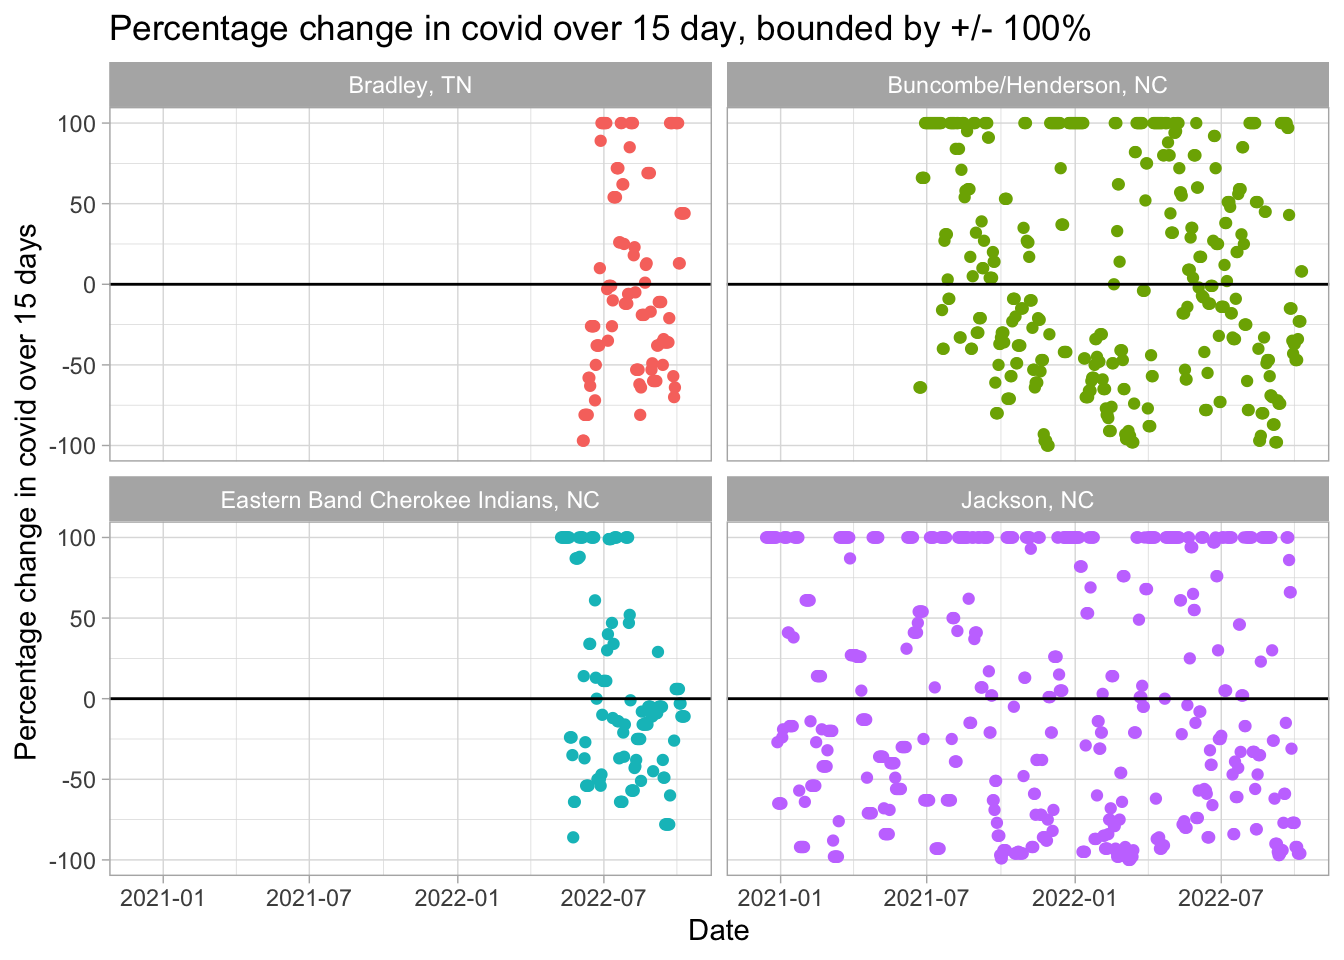 Percentage change in covid over 15 day, bounded by +/- 100%
Bradley, TN
Buncombe/Henderson, NC
100
50
0
-50
-100
Eastern Band Cherokee Indians, NC
Jackson, NC
100
50
0
-50
-100
Percentage change in covid over 15 days
2021-01
2021-07
2022-01
2022-07
2021-01
2021-07
2022-01
2022-07
Date